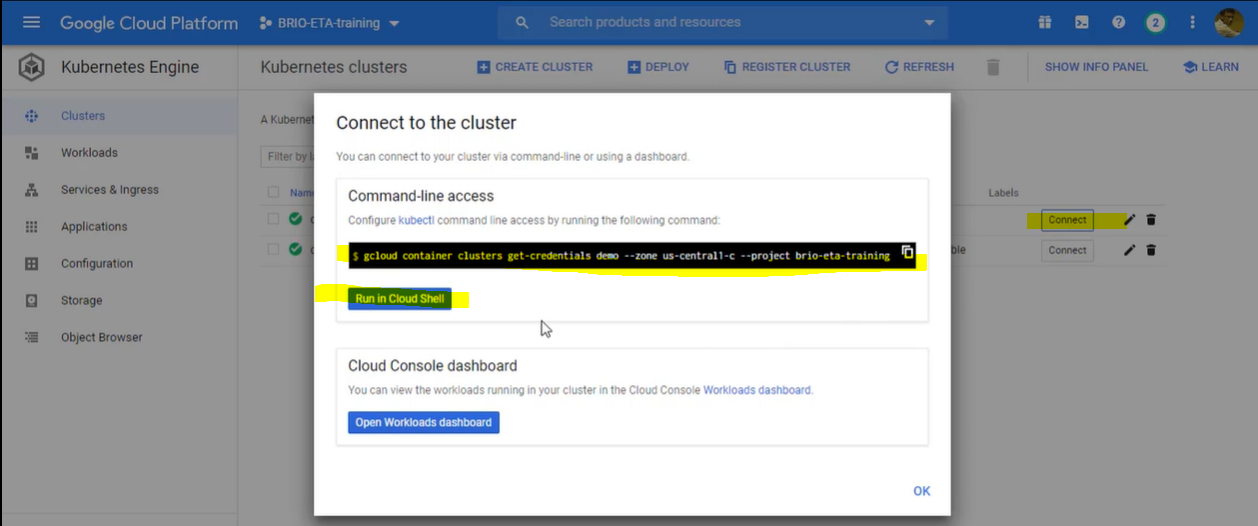 Google Cloud Platform
BRIO-ETA-training
Search products and resources
2
Kubernetes Engine
Kubernetes clusters
CREATE CLUSTER
DEPLOY
REGISTER CLUSTER
REFRESH
SHOW INFO PANEL
LEARN
Clusters
Workloads
Services & Ingress
Applications
Configuration
Storage
Object Browser
A Kubernet
Filter by la
Nam
Labels
Connect
Connect
ble
Connect to the cluster
You can connect to your cluster via command-line or using a dashboard.
Command-line access
Configure kubectl command line access by running the following command:
$ gcloud container clusters get-credentials demo --zone us-central1-c --project brio-eta-training
Run in Cloud Shell
Cloud Console dashboard
You can view the workloads running in your cluster in the Cloud Console Workloads dashboard.
Open Workloads dashboard
OK